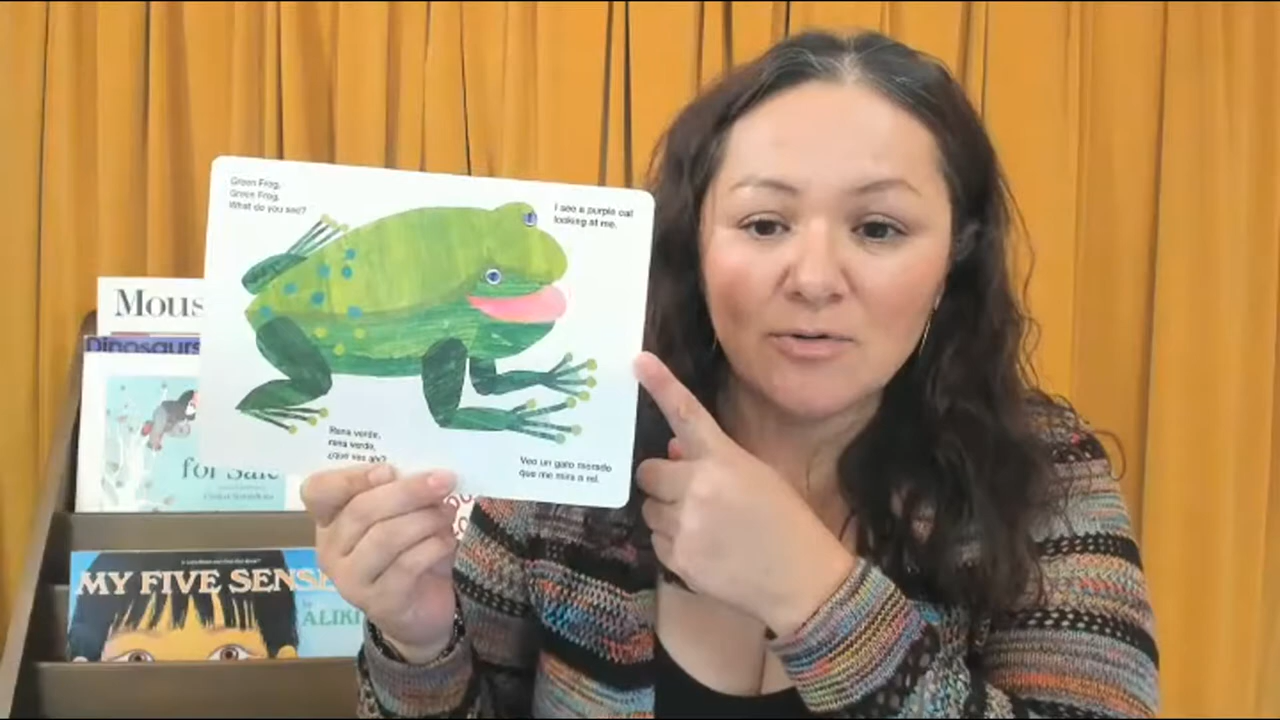 Green Frog,
Green Frog,
What do you see?
I see a purple cat
looking at me.
Rana verde,
rana verde,
¿qué ves ahí?
Veo un gato morado
que me mira a mí.
Mous
Dinosaurs
for Sale
MY FIVE SENSE
ALIKI